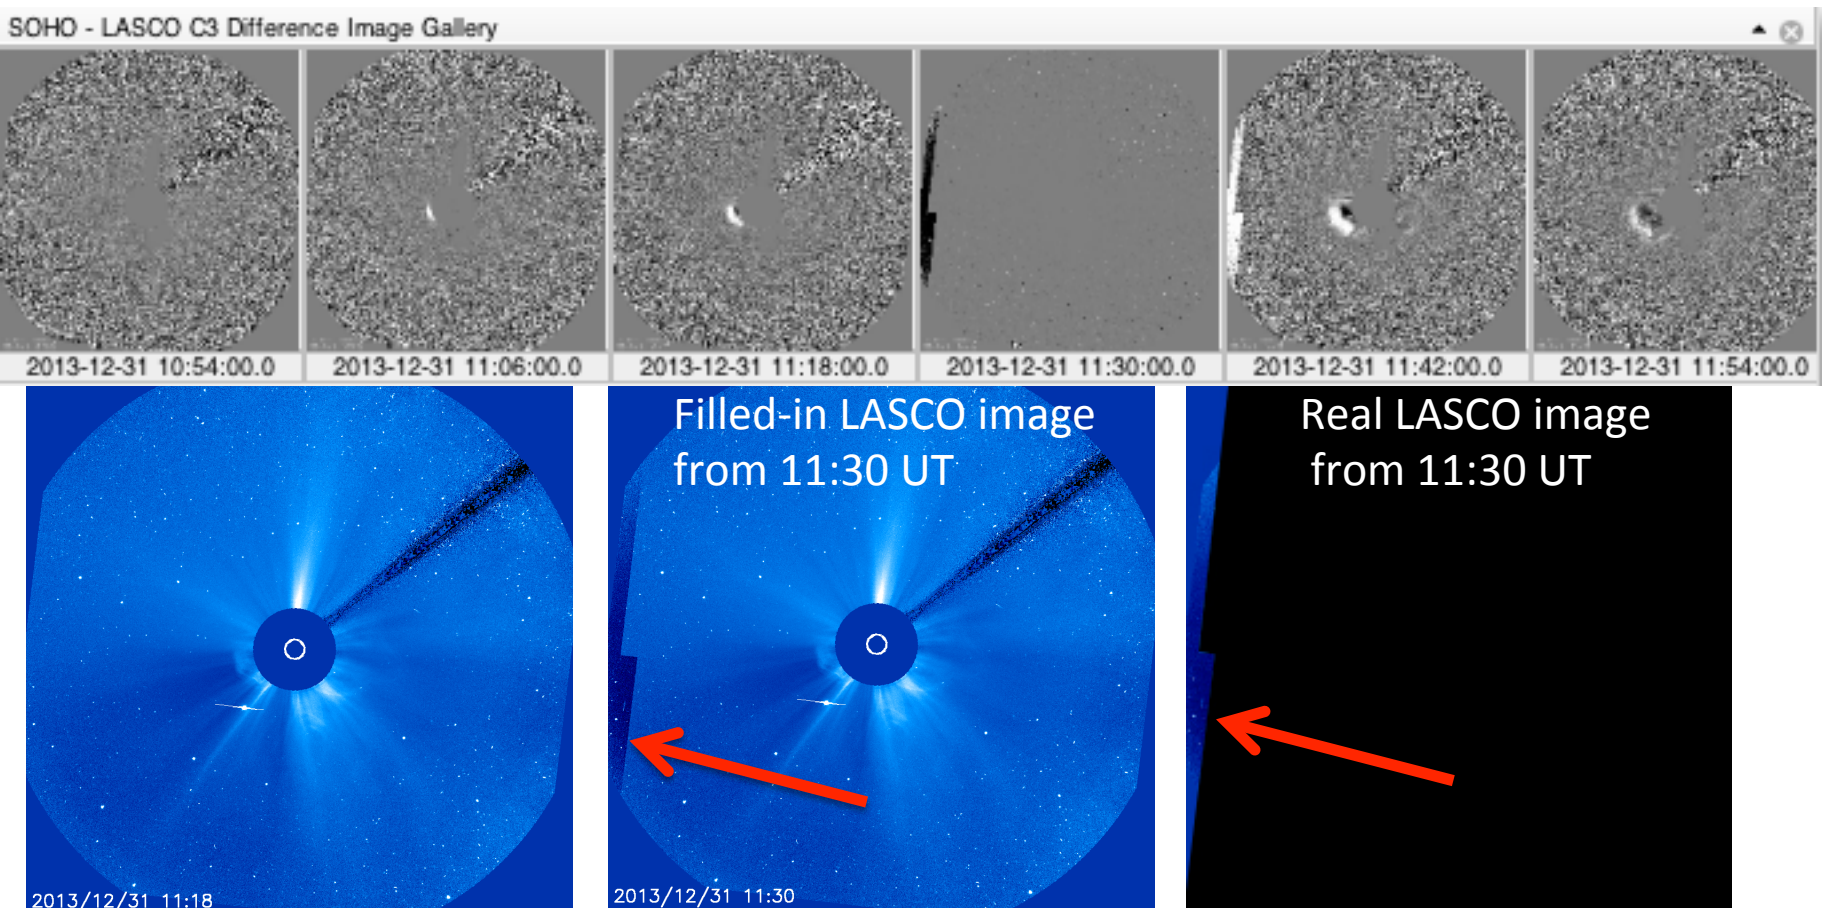 SOHO - LASCO C3 Difference Image Gallery
2013-12-31 10:54:00.0
2013-12-31 11:06:00.0
2013-12-31 11:18:00.0
2013-12-31 11:30:00.0
2013-12-31 11:42:00.0
2013-12-31 11:54:00.0
2013/12/31 11:18
Filled-in LASCO image
from 11:30 UT
2013/12/31 11:30
Real LASCO image
from 11:30 UT